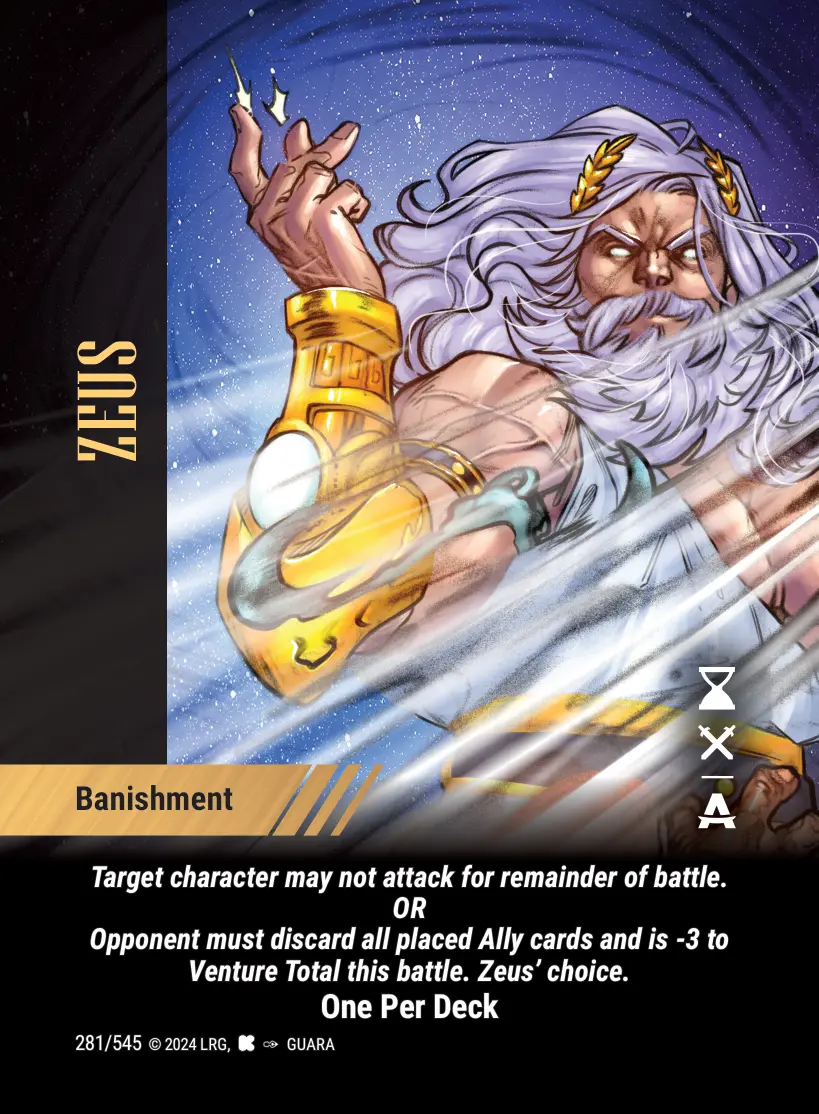 ZEUS
Banishment
Target character may not attack for remainder of battle.
OR
Opponent must discard all placed Ally cards and is -3 to
Venture Total this battle. Zeus’ choice.
One Per Deck
281/545 © 2024 LRG, GUARA